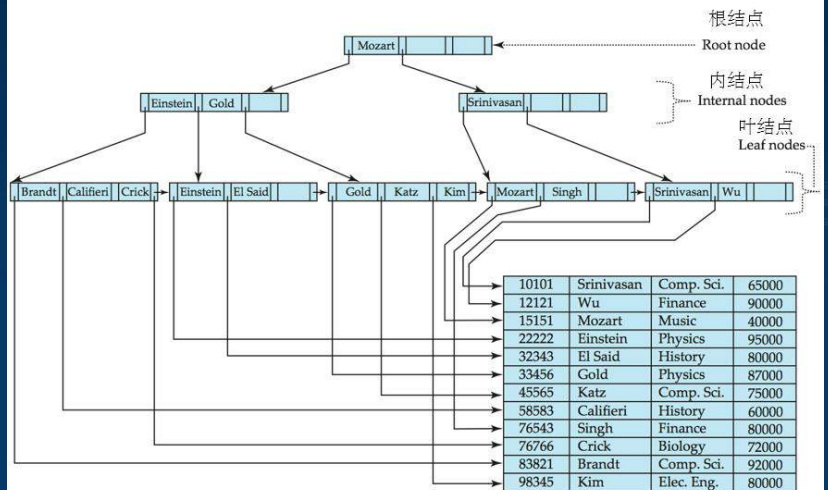 根结点
Mozart
Root node
内结点
Einstein Gold
Srinivasan
Internal nodes
叶结点
Leaf nodes
Brandt Califieri Crick
Einstein El Said
Gold Katz Kim
Mozart Singh
Srinivasan Wu
10101 Srinivasan Comp. Sci. 65000
12121 Wu Finance 90000
15151 Mozart Music 40000
22222 Einstein Physics 95000
32343 El Said History 80000
33456 Gold Physics 87000
45565 Katz Comp. Sci. 75000
58583 Califieri History 60000
76543 Singh Finance 80000
76766 Crick Biology 72000
83821 Brandt Comp. Sci. 92000
98345 Kim Elec. Eng. 80000